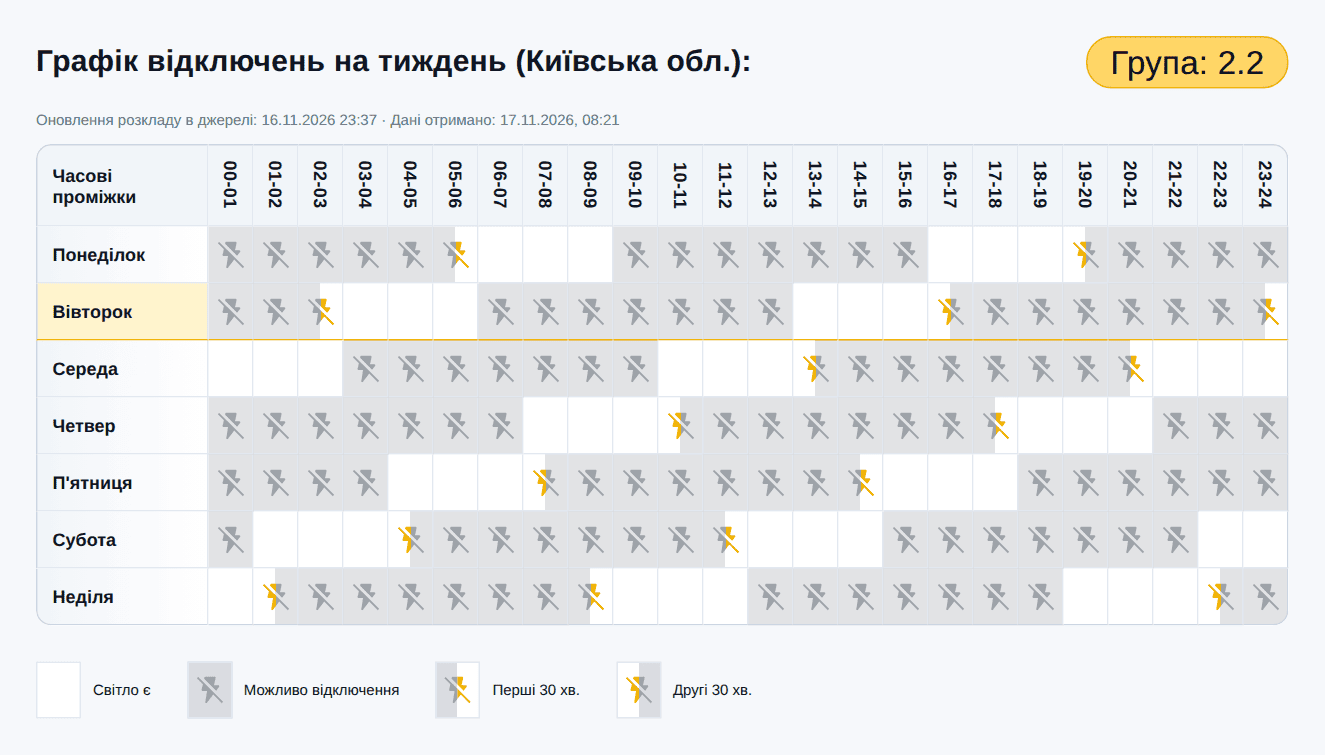 Графік відключень на тиждень (Київська обл.):
Група: 2.2
Оновлення розкладу в джерелі: 16.11.2026 23:37 · Дані отримано: 17.11.2026, 08:21
Часові
проміжки
00-01
01-02
02-03
03-04
04-05
05-06
06-07
07-08
08-09
09-10
10-11
11-12
12-13
13-14
14-15
15-16
16-17
17-18
18-19
19-20
20-21
21-22
22-23
23-24
Понеділок
Вівторок
Середа
Четвер
П'ятниця
Субота
Неділя
Світло є
Можливо відключення
Перші 30 хв.
Другі 30 хв.